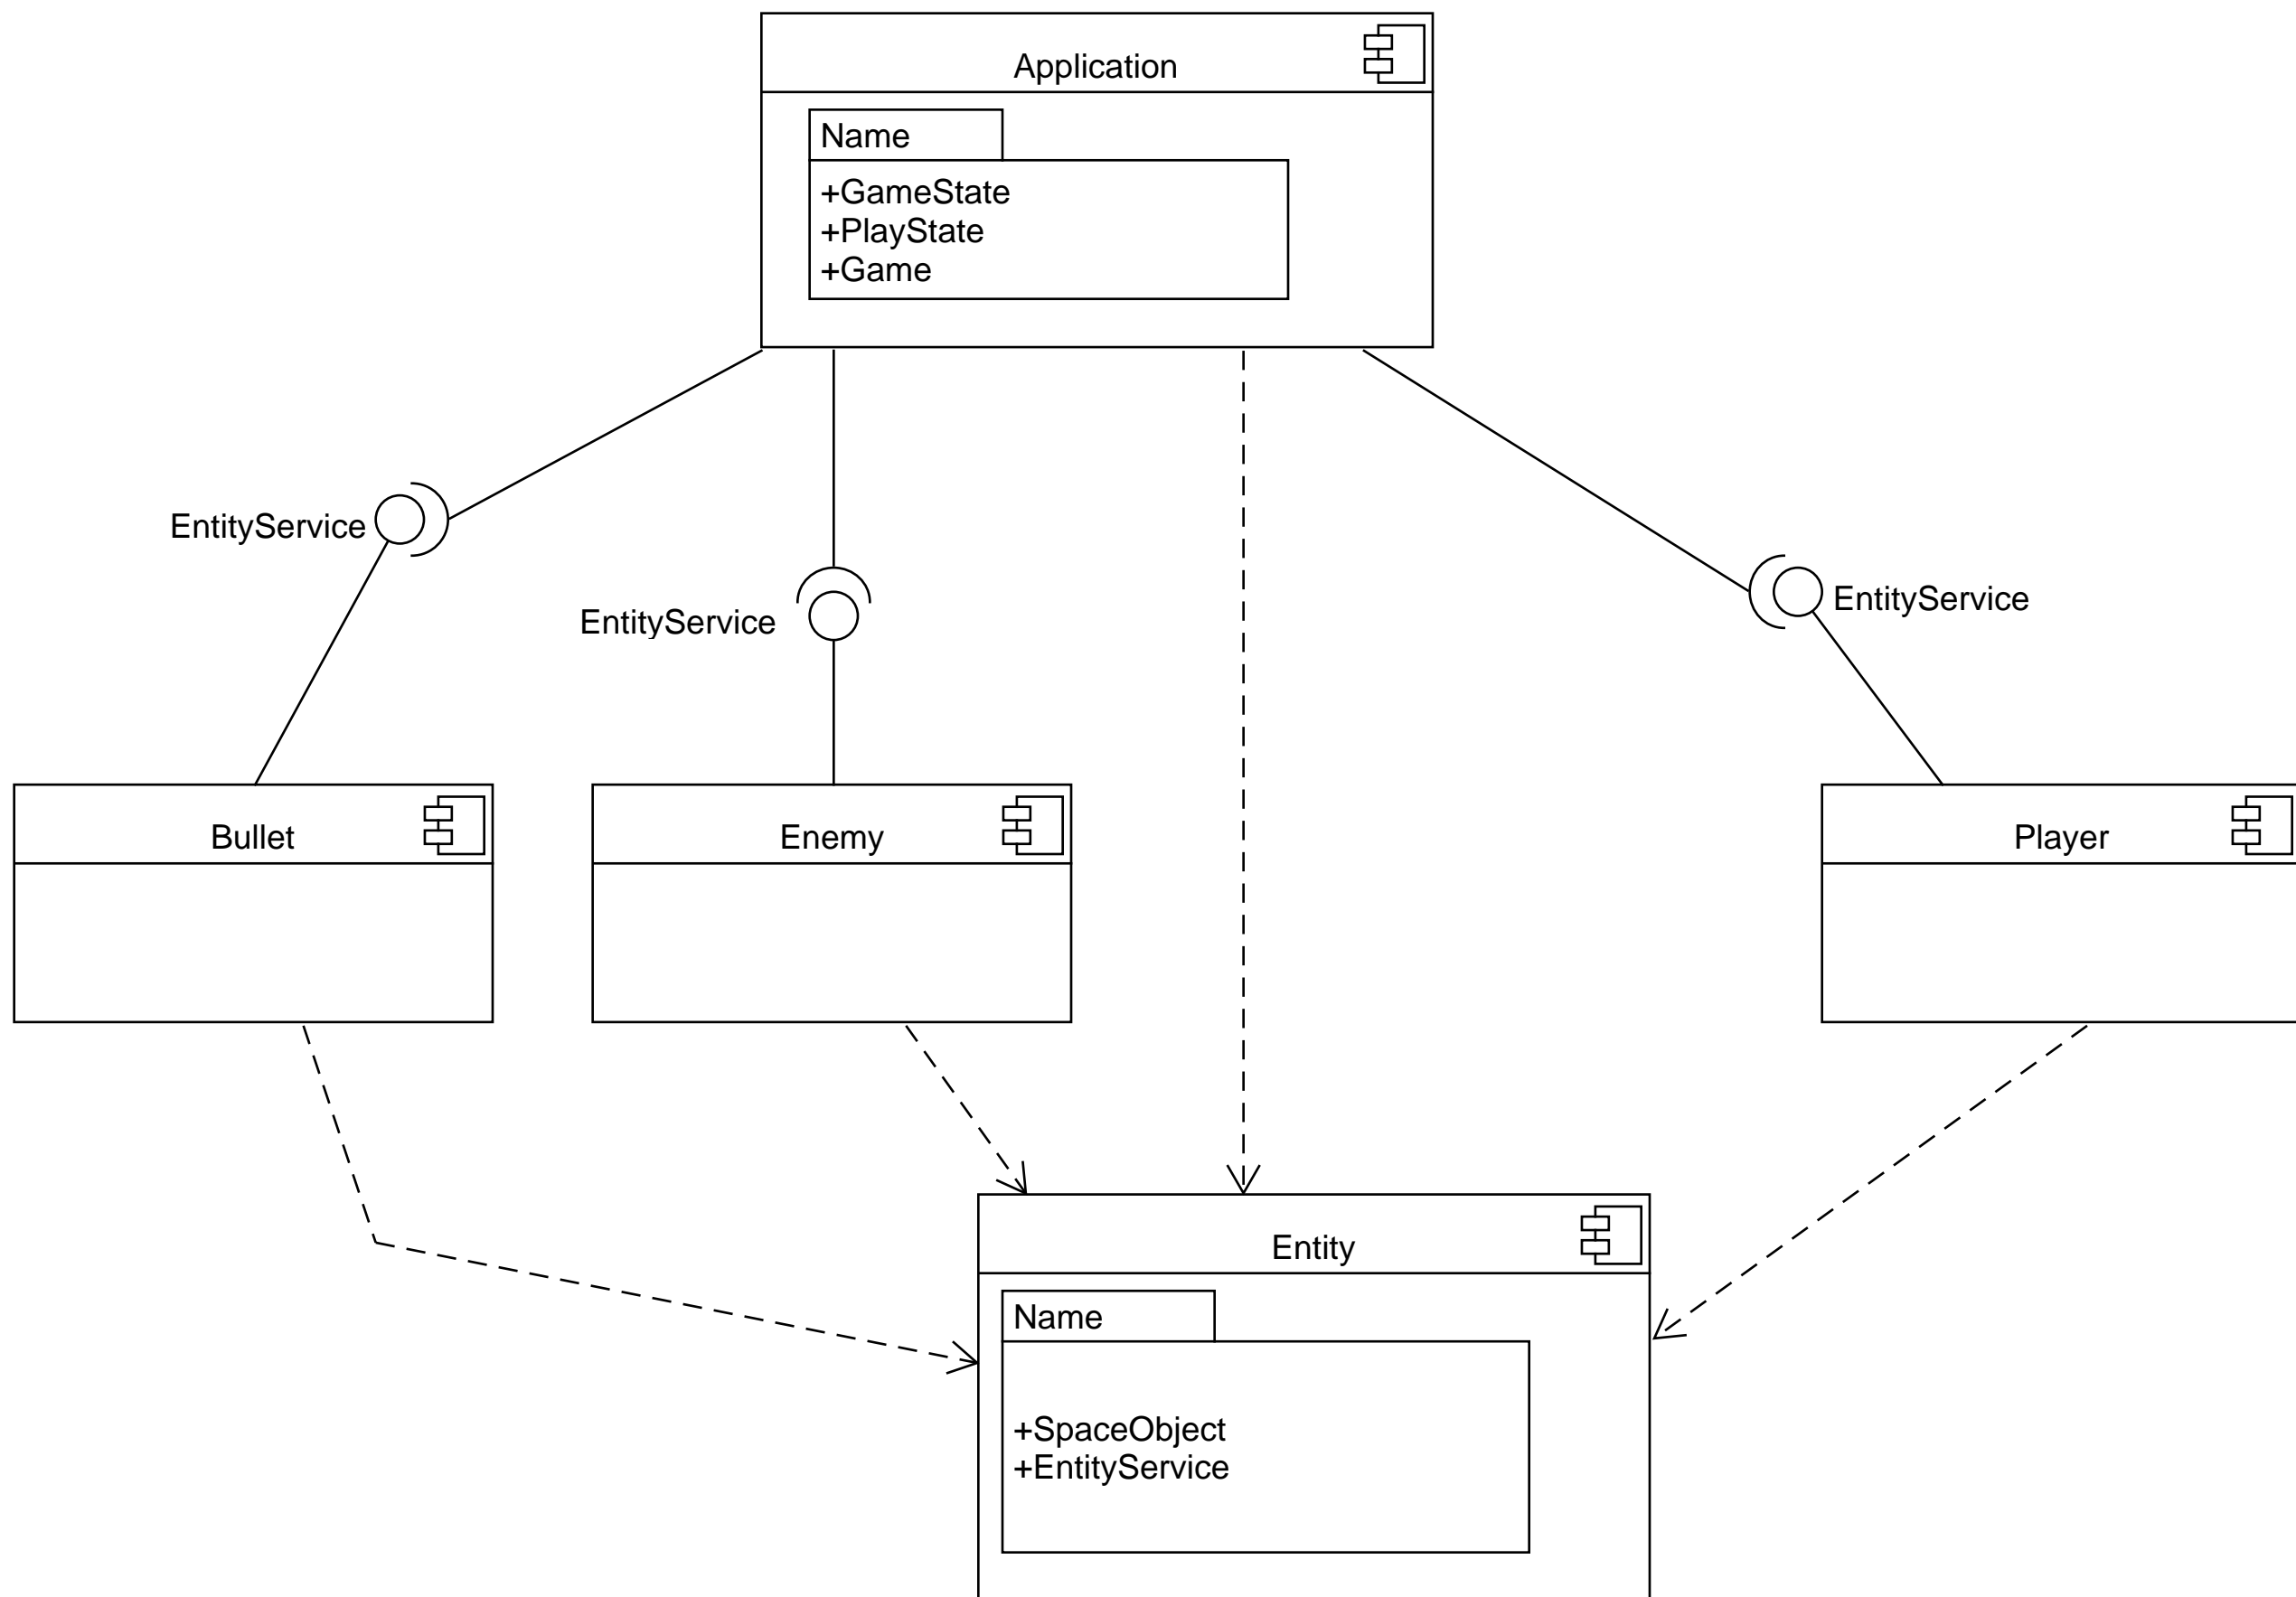 Application
Name
+GameState
+PlayState
+Game
EntityService
EntityService
EntityService
Bullet
Enemy
Player
Entity
Name
+SpaceObject
+EntityService